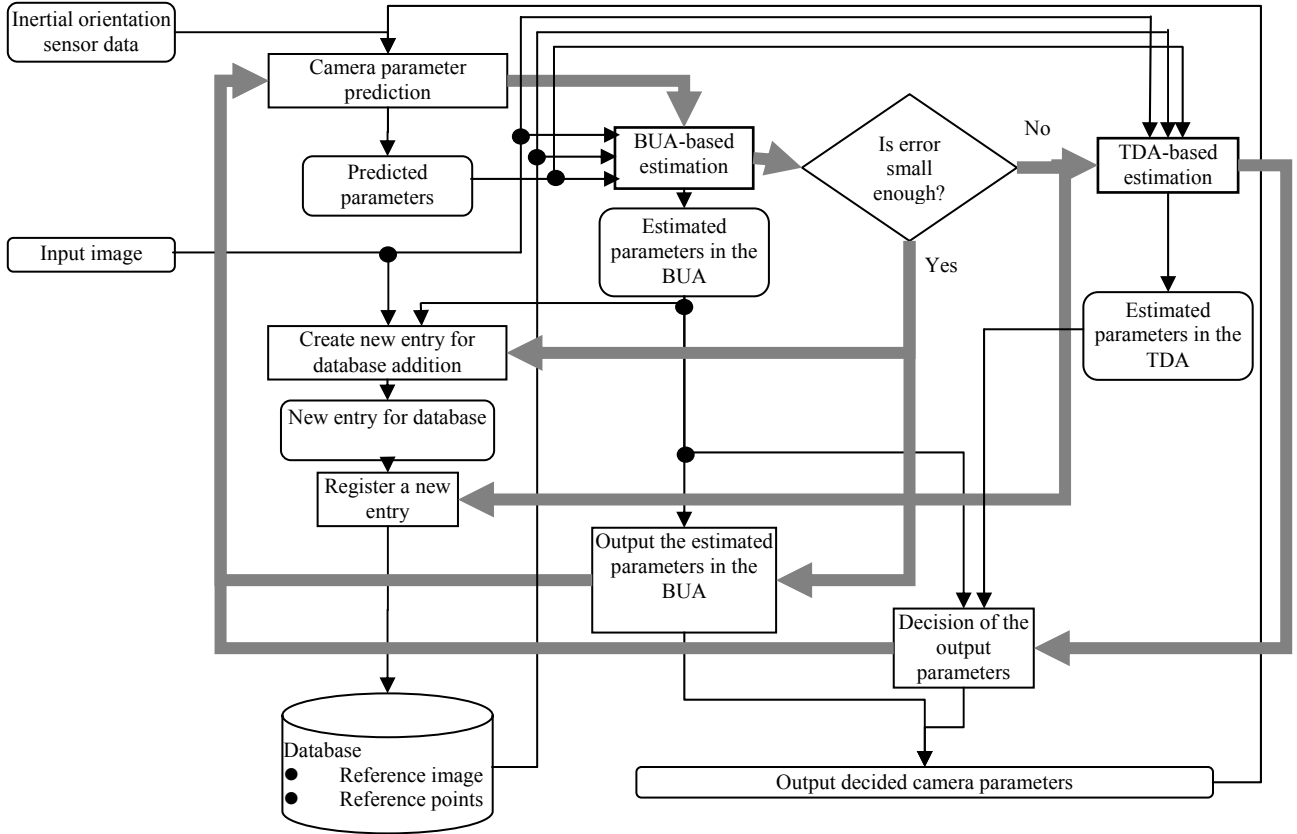 Inertial orientation
sensor data
Camera parameter
prediction
Predicted
parameters
BUA-based
estimation
Is error
small
enough?
No
TDA-based
estimation
Input image
Estimated
parameters in the
BUA
Yes
Estimated
parameters in the
TDA
Create new entry for
database addition
New entry for database
Register a new
entry
Output the estimated
parameters in the
BUA
Decision of the
output
parameters
Database
● Reference image
● Reference points
Output decided camera parameters